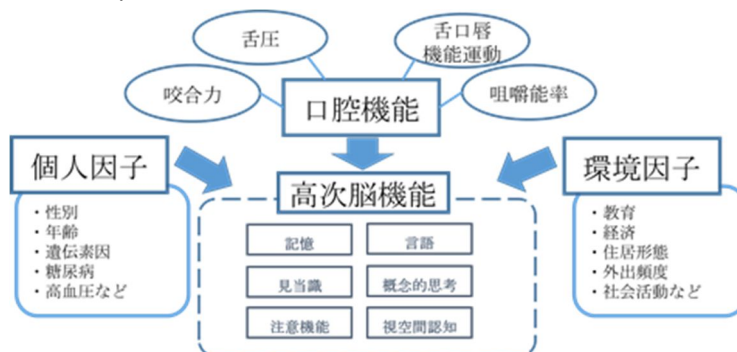 舌圧
舌口唇
機能運動
咬合力
口腔機能
咀嚼能率
個人因子
・性別
・年齢
・遺伝素因
・糖尿病
・高血圧など
高次脳機能
記憶
言語
見当識
概念的思考
注意機能
視空間認知
環境因子
・教育
・経済
・住居形態
・外出頻度
・社会活動など